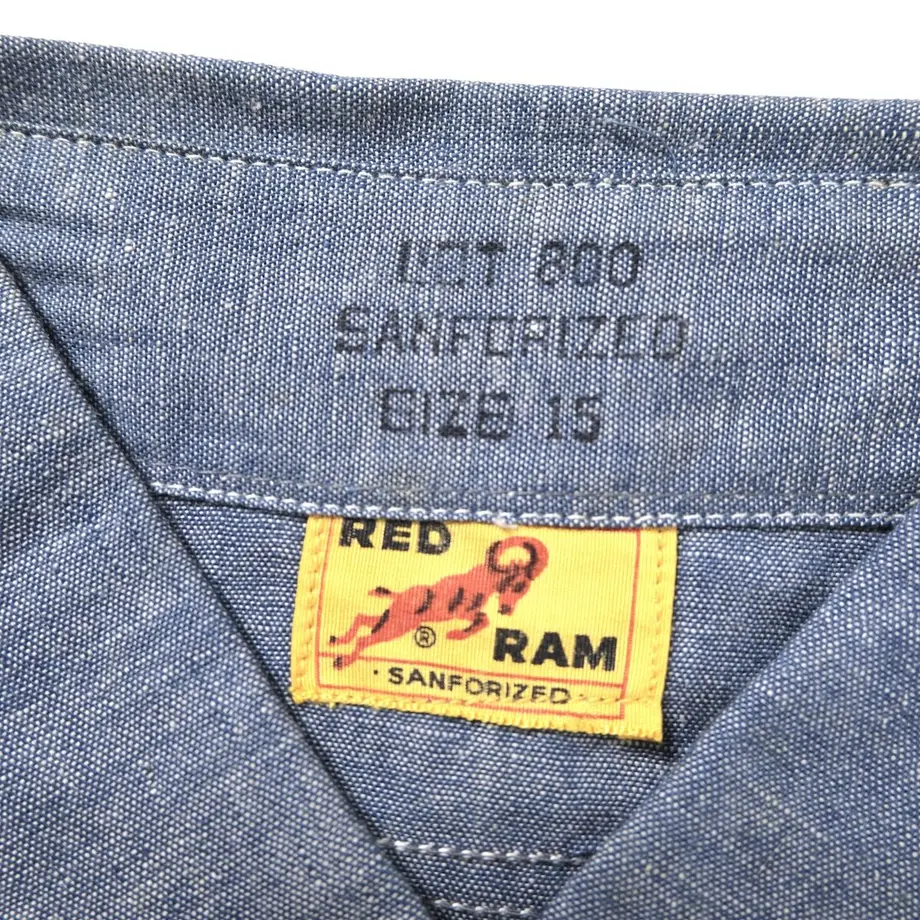 LOT 800
SANFORIZED
SIZE 15
RED
®
RAM
· SANFORIZED ·